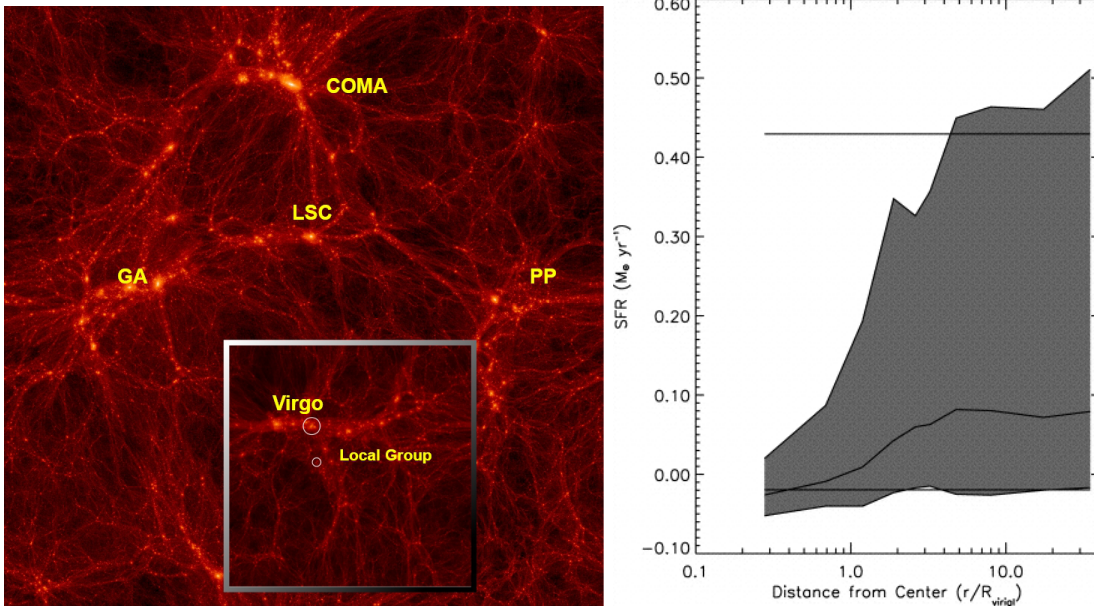 COMA
LSC
GA
PP
Virgo
Local Group
0.60
0.50
0.40
0.30
0.20
0.10
0.00
−0.10
SFR (M⊙ yr⁻¹)
0.1 1.0 10.0
Distance from Center (r/R_virial)